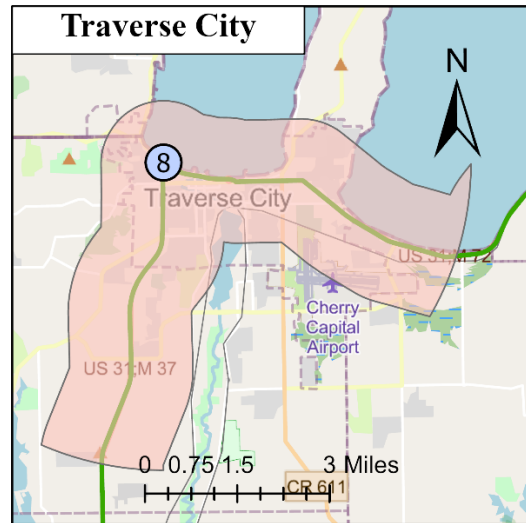 Traverse City
N
8
Traverse City
US 31;M 72
Cherry
Capital
Airport
US 31;M 37
0 0.75 1.5 3 Miles
CR 611